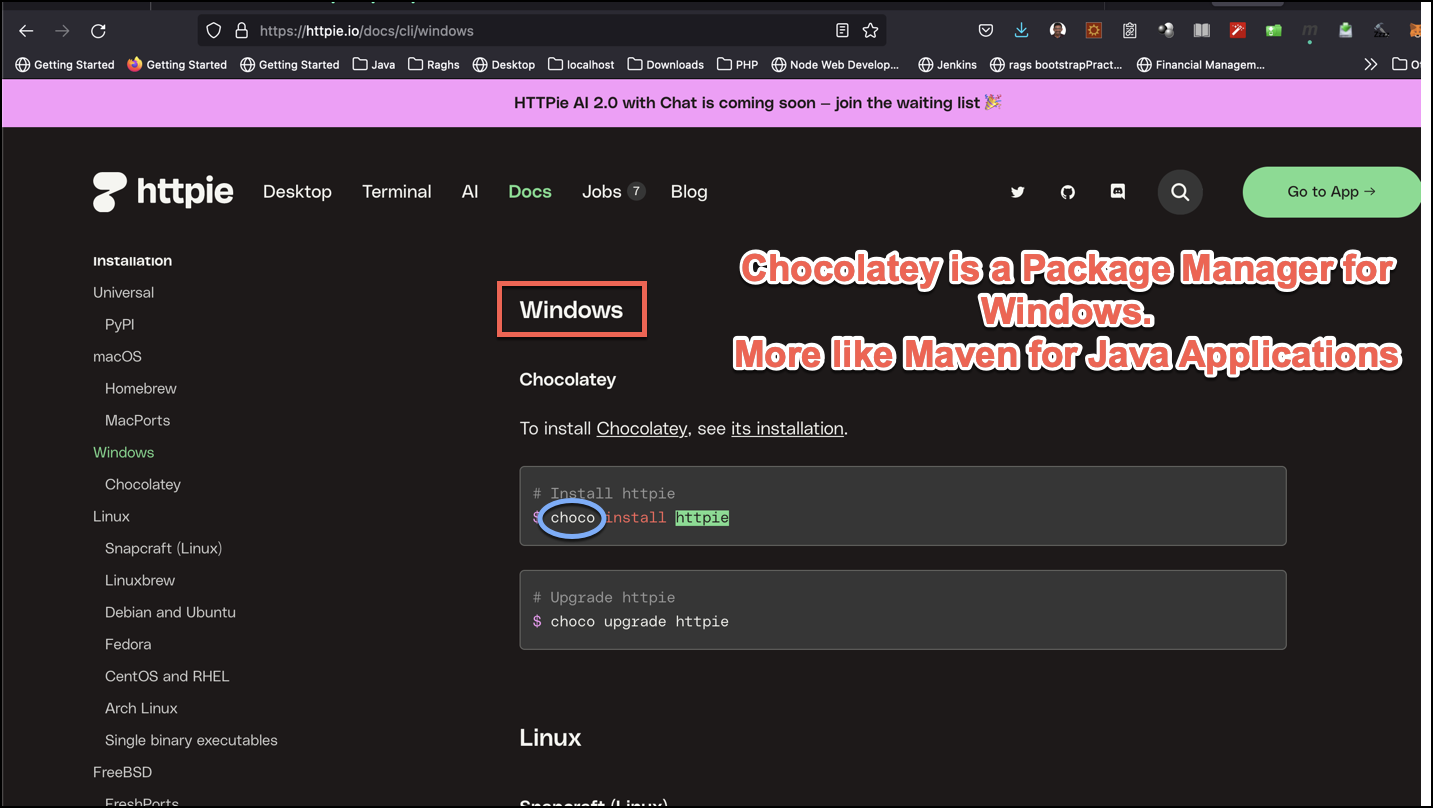 https://httpie.io/docs/cli/windows
Getting Started Getting Started Getting Started Java Raghs Desktop localhost Downloads PHP Node Web Develop... Jenkins rags bootstrapPract... Financial Managem...
HTTPie AI 2.0 with Chat is coming soon – join the waiting list 🎉
httpie Desktop Terminal AI Docs Jobs 7 Blog Go to App →
Installation
Universal
PyPI
macOS
Homebrew
MacPorts
Windows
Chocolatey
Linux
Snapcraft (Linux)
Linuxbrew
Debian and Ubuntu
Fedora
CentOS and RHEL
Arch Linux
Single binary executables
FreeBSD
FreshPorts
Chocolatey is a Package Manager for
Windows.
More like Maven for Java Applications
Windows
Chocolatey
To install Chocolatey, see its installation.
# Install httpie
$ choco install httpie
# Upgrade httpie
$ choco upgrade httpie
Linux
Snapcraft (Linux)